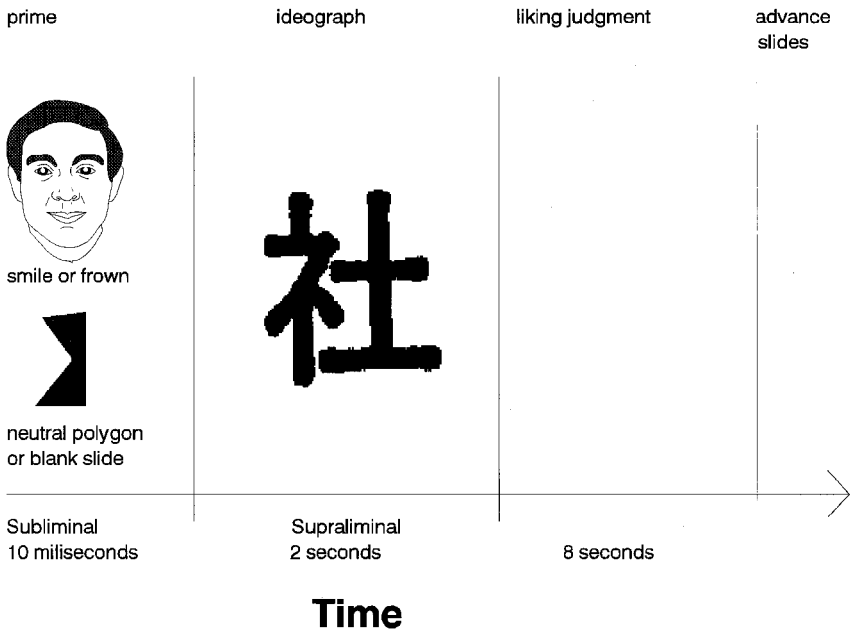 prime
ideograph
liking judgment
advance
slides
smile or frown
社
neutral polygon
or blank slide
Subliminal
10 miliseconds
Supraliminal
2 seconds
8 seconds
Time